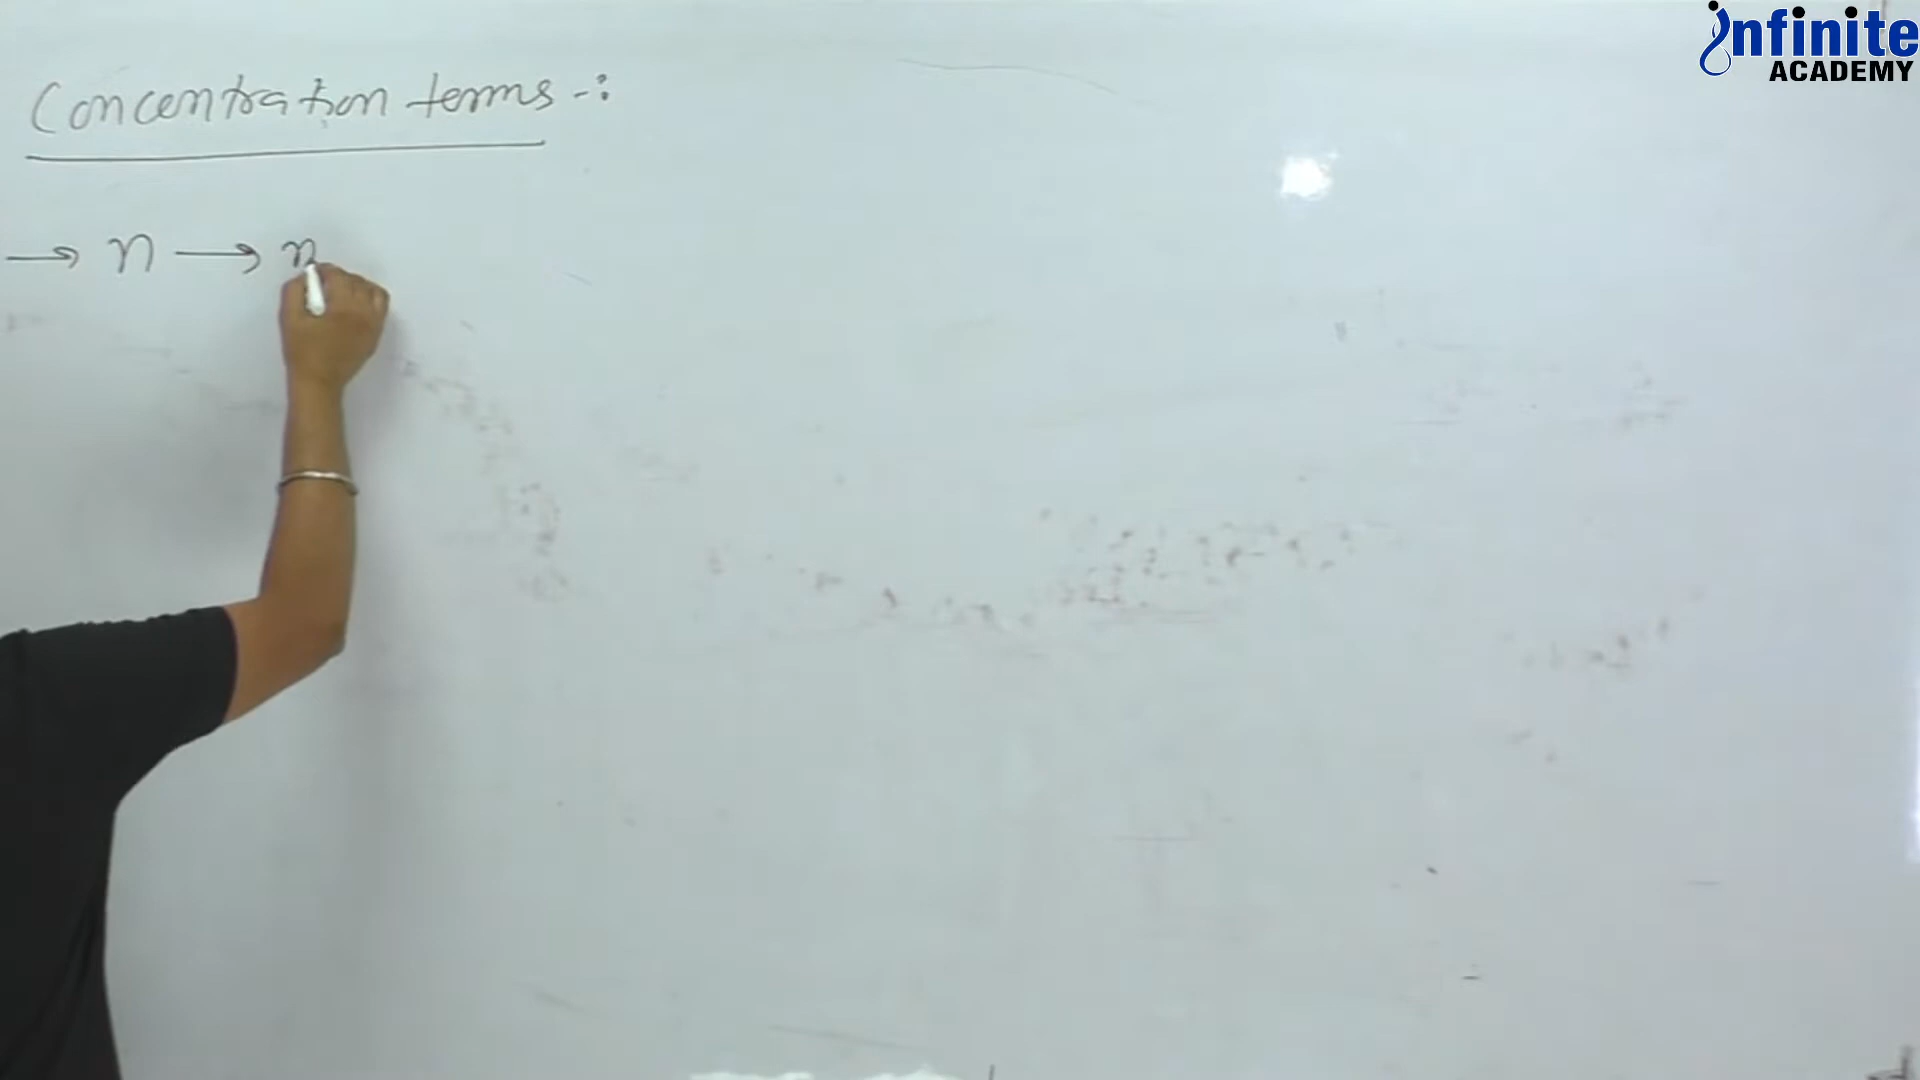 Concentration terms -:
→ n → n
infinite
ACADEMY